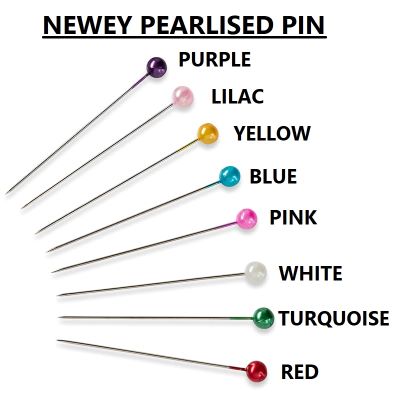 NEWEY PEARLISED PIN
PURPLE
LILAC
YELLOW
BLUE
PINK
WHITE
TURQUOISE
RED